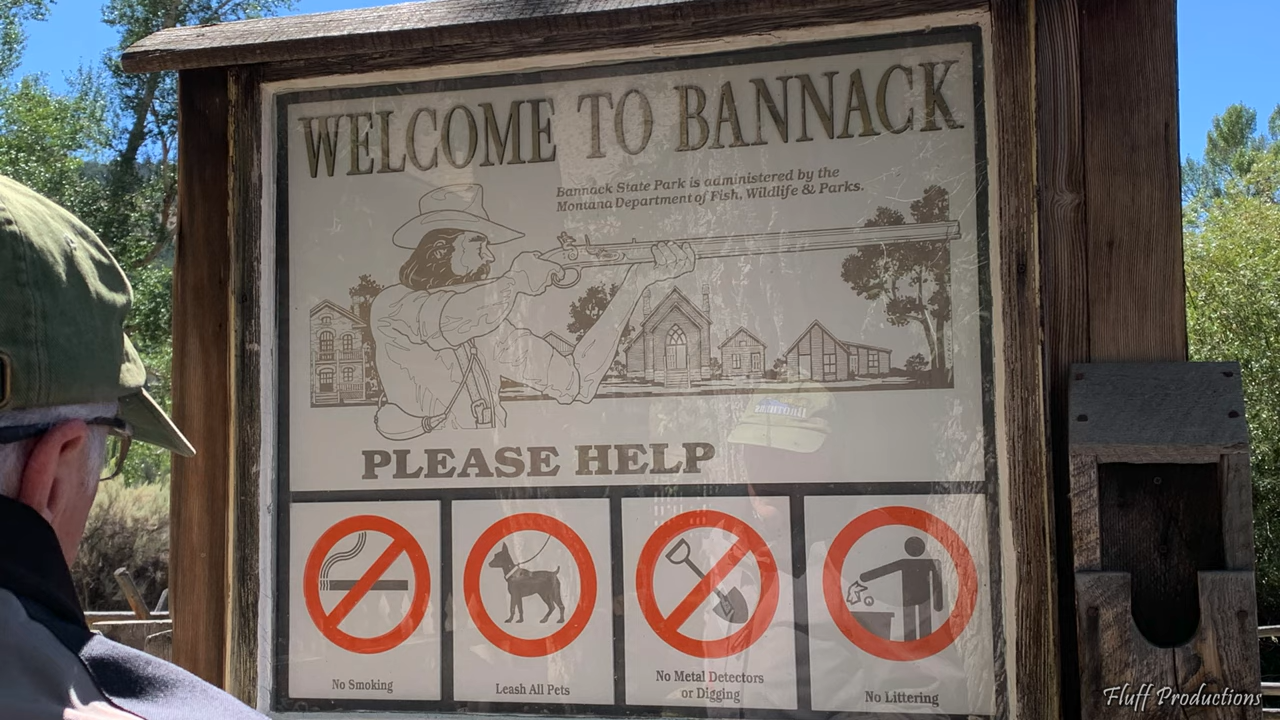 WELCOME TO BANNACK
Bannack State Park is administered by the
Montana Department of Fish, Wildlife & Parks.
PLEASE HELP
No Smoking
Leash All Pets
No Metal Detectors
or Digging
No Littering
Fluff Productions